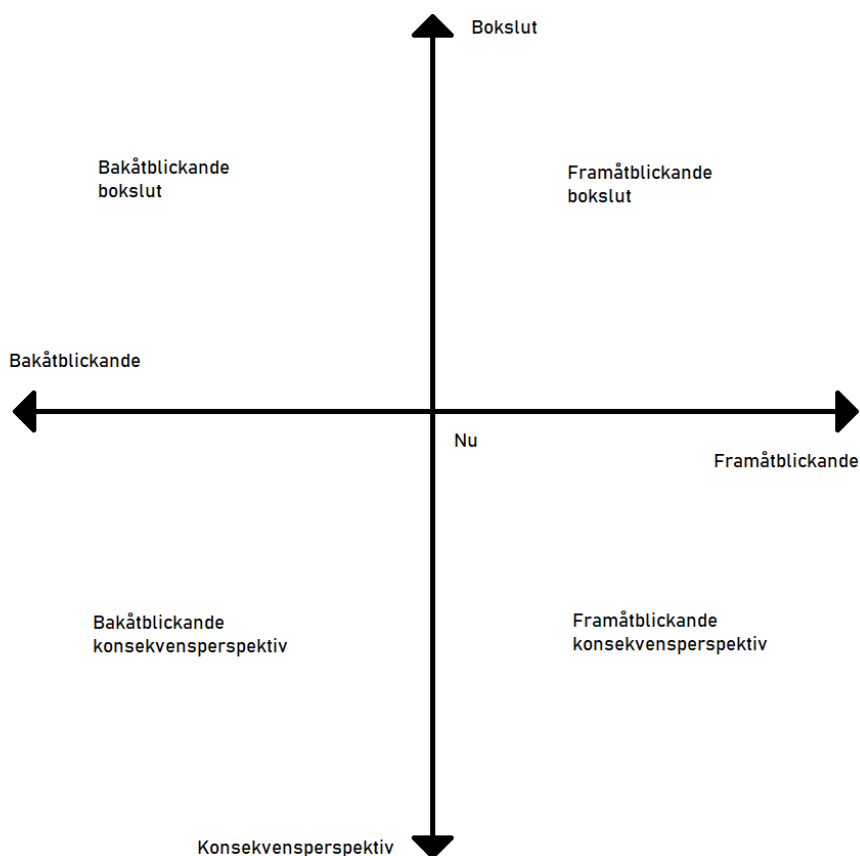 Bokslut
Bakåtblickande
bokslut
Framåtblickande
bokslut
Bakåtblickande
Nu
Framåtblickande
Bakåtblickande
konsekvensperspektiv
Framåtblickande
konsekvensperspektiv
Konsekvensperspektiv